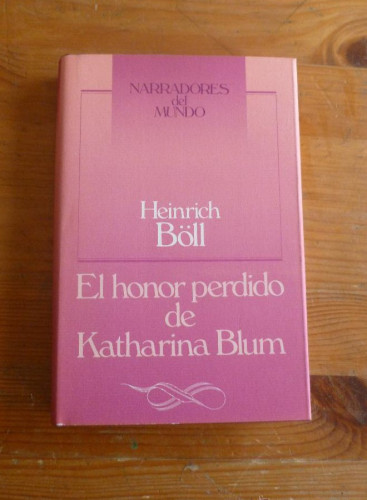 NARRADORES
del
MUNDO
Heinrich
Böll
El honor perdido
de
Katharina Blum